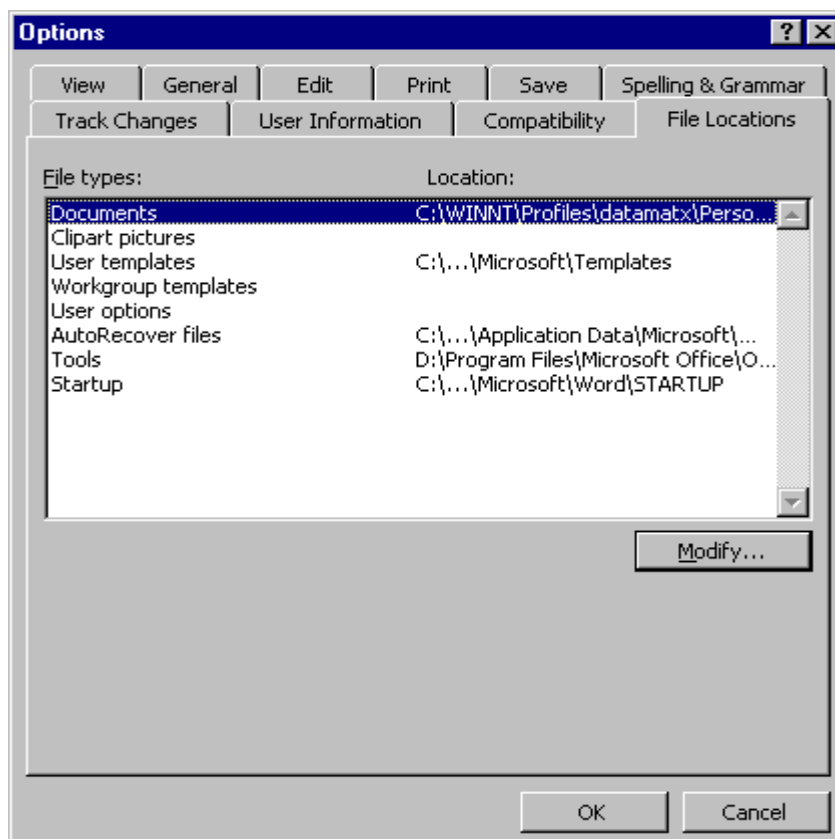 Options
View General Edit Print Save Spelling & Grammar
Track Changes User Information Compatibility File Locations
File types: Location:
Documents C:\WINNT\Profiles\datamatx\Perso...
Clipart pictures
User templates C:\...\Microsoft\Templates
Workgroup templates
User options
AutoRecover files C:\...\Application Data\Microsoft\...
Tools D:\Program Files\Microsoft Office\O...
Startup C:\...\Microsoft\Word\STARTUP
Modify...
OK Cancel